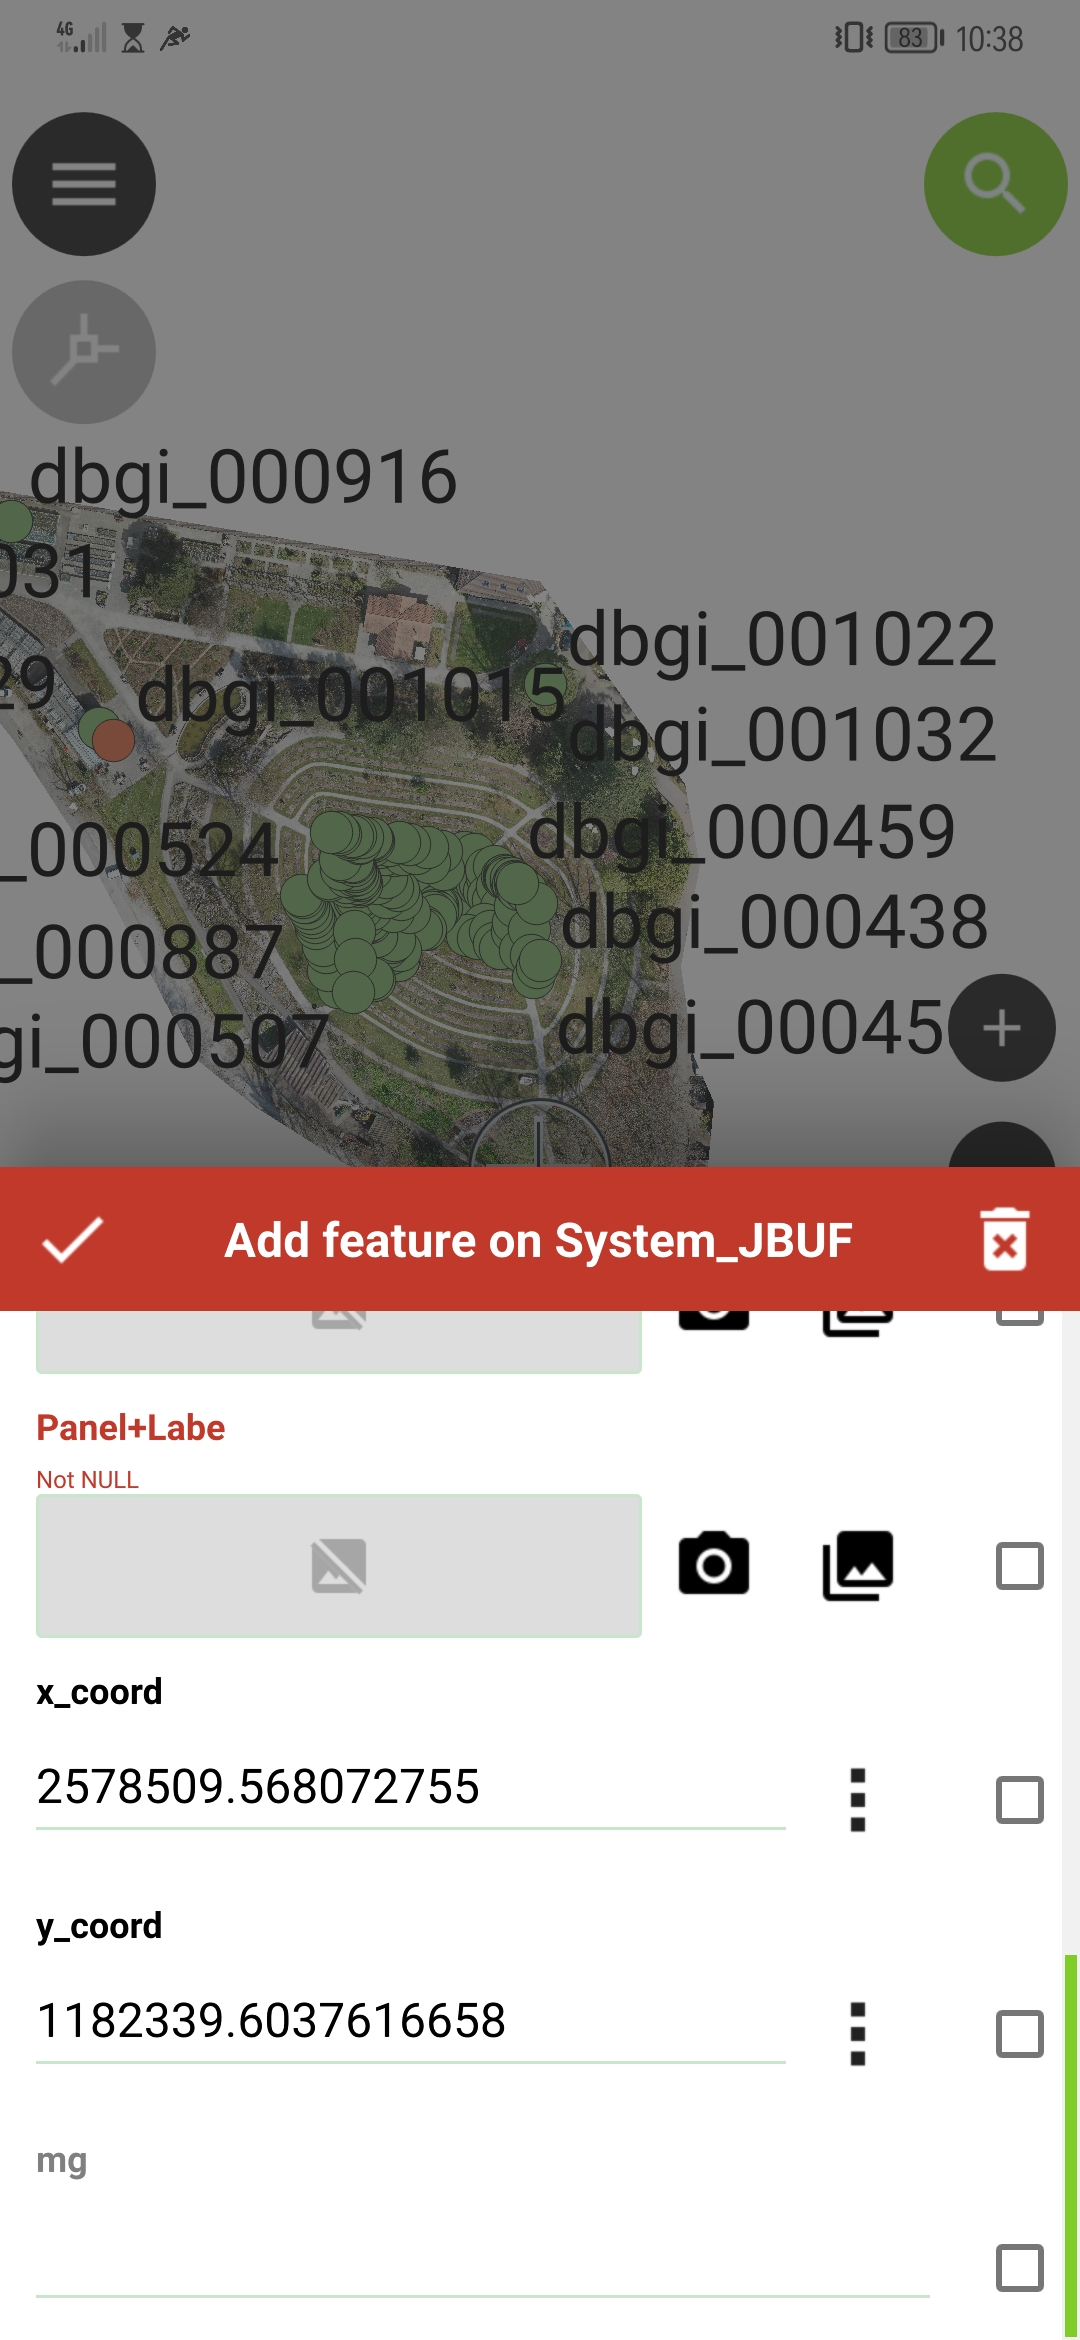 4G
83
10:38
dbgi_000916
031
29
dbgi_001015
dbgi_001022
dbgi_001032
_000524
dbgi_000459
_000887
dbgi_000438
gi_000507
dbgi_00045
Add feature on System_JBUF
Panel+Labe
Not NULL
x_coord
2578509.568072755
y_coord
1182339.6037616658
mg